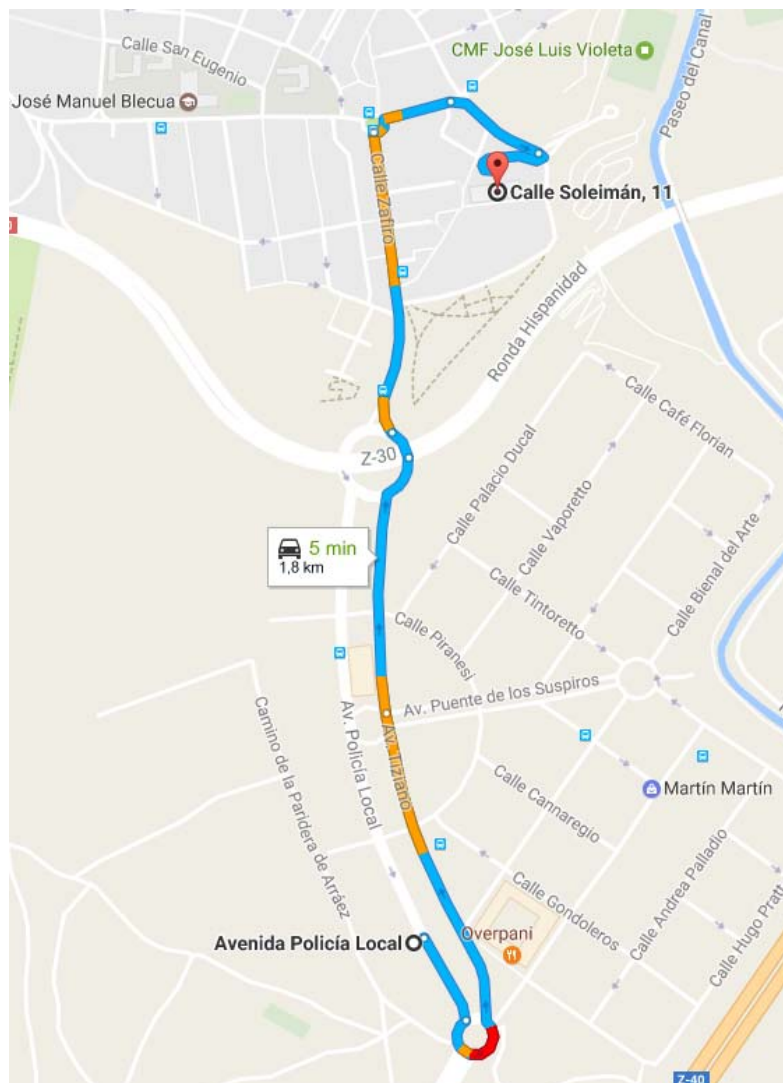 Calle San Eugenio
CMF José Luis Violeta
José Manuel Blecua
Paseo del Canal
Calle Soleimán, 11
Calle Zafiro
Ronda Hispanidad
Calle Café Florian
Z-30
Calle Palacio Ducal
Calle Vaporetto
5 min
1,8 km
Calle Bienal del Arte
Calle Tintoretto
Calle Piranesi
Av. Puente de los Suspiros
Camino de la Paridera de Arráez
Av. Policía Local
Av. Tiziano
Martín Martín
Calle Cannaregio
Calle Andrea Palladio
Calle Gondoleros
Calle Hugo Pratt
Avenida Policía Local
Overpani
Z-40